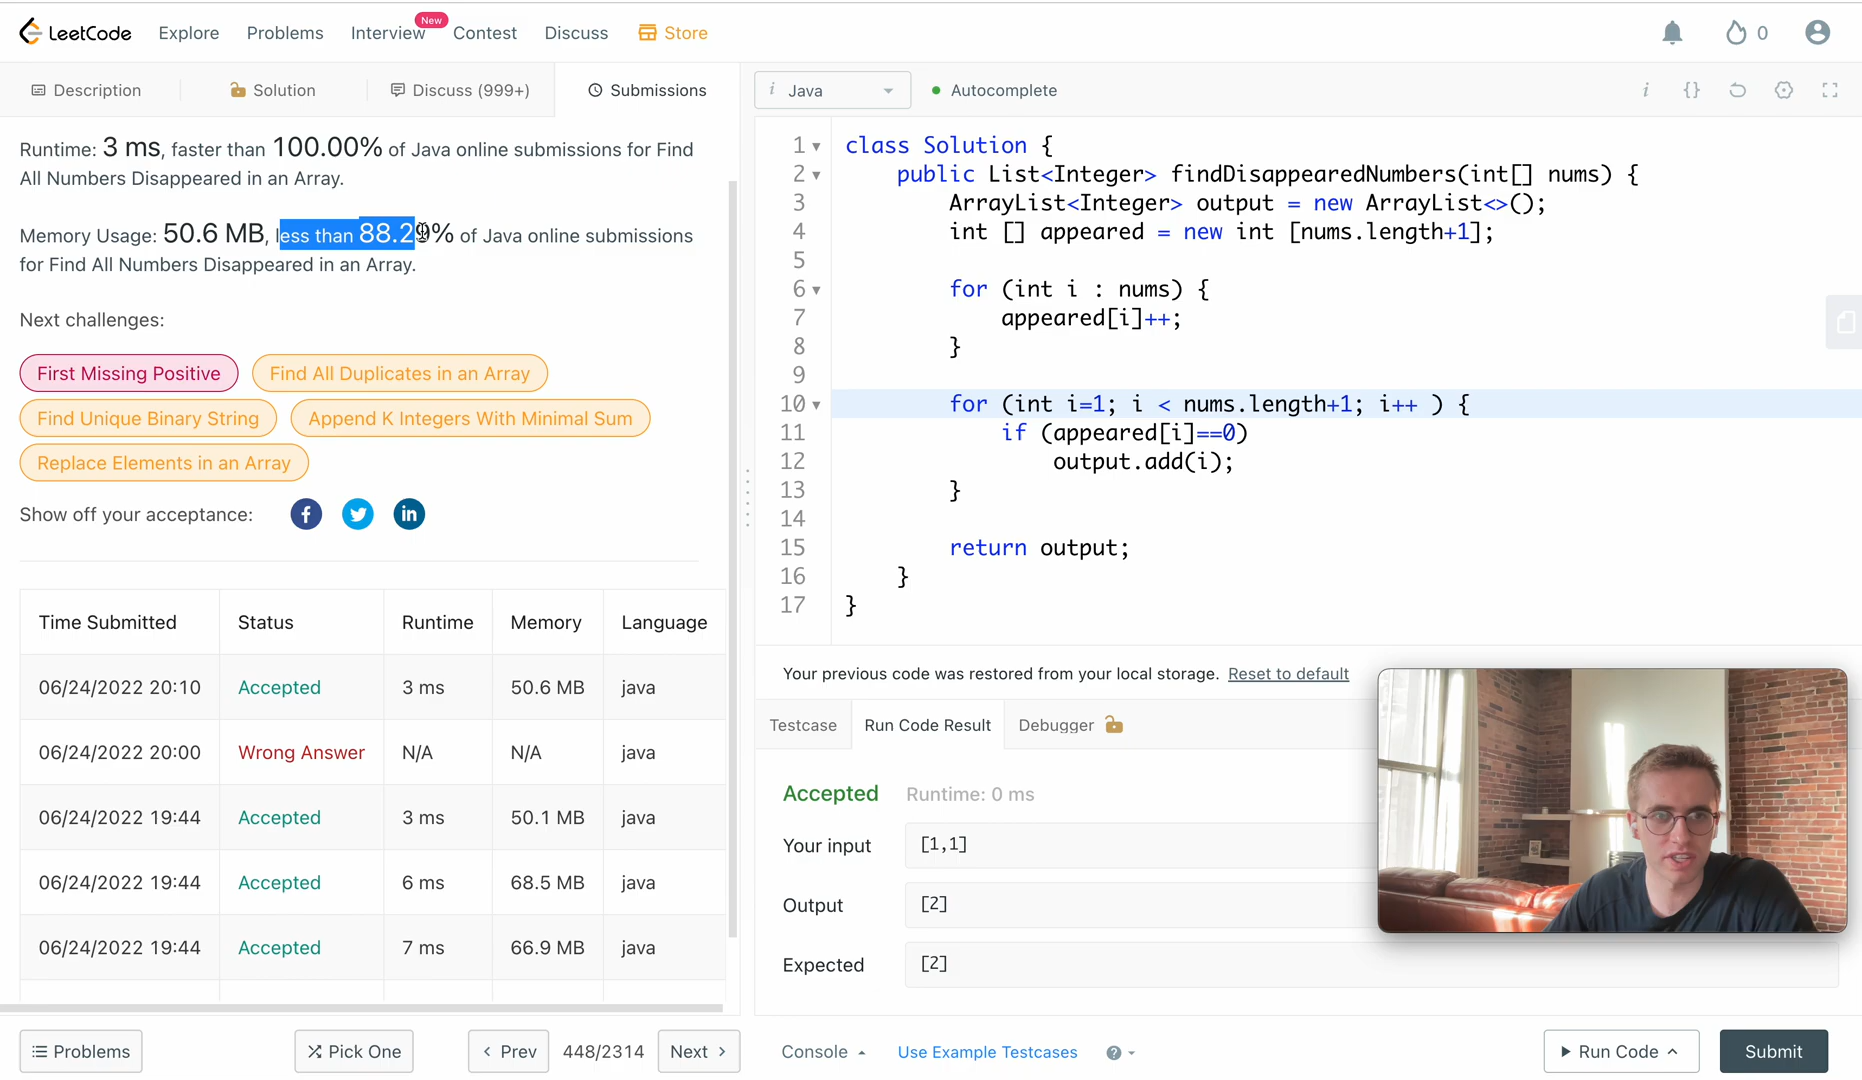 LeetCode Explore Problems Interview New Contest Discuss Store 0
Description Solution Discuss (999+) Submissions
Runtime: 3 ms, faster than 100.00% of Java online submissions for Find
All Numbers Disappeared in an Array.
Memory Usage: 50.6 MB, less than 88.29% of Java online submissions
for Find All Numbers Disappeared in an Array.
Next challenges:
First Missing Positive Find All Duplicates in an Array
Find Unique Binary String Append K Integers With Minimal Sum
Replace Elements in an Array
Show off your acceptance:
Time Submitted Status Runtime Memory Language
06/24/2022 20:10 Accepted 3 ms 50.6 MB java
06/24/2022 20:00 Wrong Answer N/A N/A java
06/24/2022 19:44 Accepted 3 ms 50.1 MB java
06/24/2022 19:44 Accepted 6 ms 68.5 MB java
06/24/2022 19:44 Accepted 7 ms 66.9 MB java
i Java Autocomplete i {}
1 class Solution {
2 public List<Integer> findDisappearedNumbers(int[] nums) {
3 ArrayList<Integer> output = new ArrayList<>();
4 int [] appeared = new int [nums.length+1];
5
6 for (int i : nums) {
7 appeared[i]++;
8 }
9
10 for (int i=1; i < nums.length+1; i++ ) {
11 if (appeared[i]==0)
12 output.add(i);
13 }
14
15 return output;
16 }
17 }
Your previous code was restored from your local storage. Reset to default
Testcase Run Code Result Debugger
Accepted Runtime: 0 ms
Your input [1,1]
Output [2]
Expected [2]
Problems Pick One Prev 448/2314 Next Console Use Example Testcases ? Run Code Submit